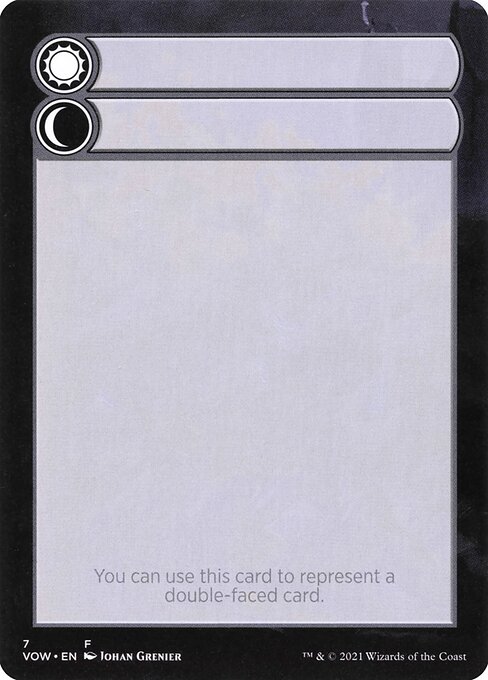 You can use this card to represent a
double-faced card.
7 F
VOW • EN Johan Grenier ™ & © 2021 Wizards of the Coast